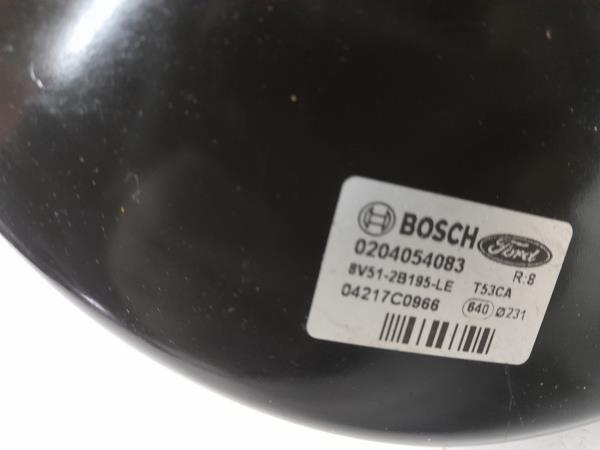 BOSCH Ford
0204054083 R:8
8V51-2B195-LE T53CA
04217C0966 640 Ø231